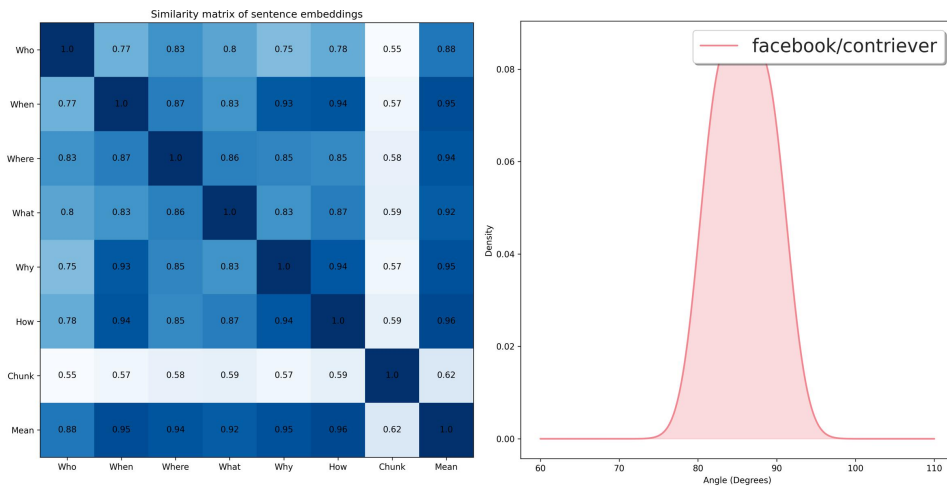 Similarity matrix of sentence embeddings
Who 1.0 0.77 0.83 0.8 0.75 0.78 0.55 0.88
When 0.77 1.0 0.87 0.83 0.93 0.94 0.57 0.95
Where 0.83 0.87 1.0 0.86 0.85 0.85 0.58 0.94
What 0.8 0.83 0.86 1.0 0.83 0.87 0.59 0.92
Why 0.75 0.93 0.85 0.83 1.0 0.94 0.57 0.95
How 0.78 0.94 0.85 0.87 0.94 1.0 0.59 0.96
Chunk 0.55 0.57 0.58 0.59 0.57 0.59 1.0 0.62
Mean 0.88 0.95 0.94 0.92 0.95 0.96 0.62 1.0
Who When Where What Why How Chunk Mean
facebook/contriever
Density
0.08
0.06
0.04
0.02
0.00
60 70 80 90 100 110
Angle (Degrees)